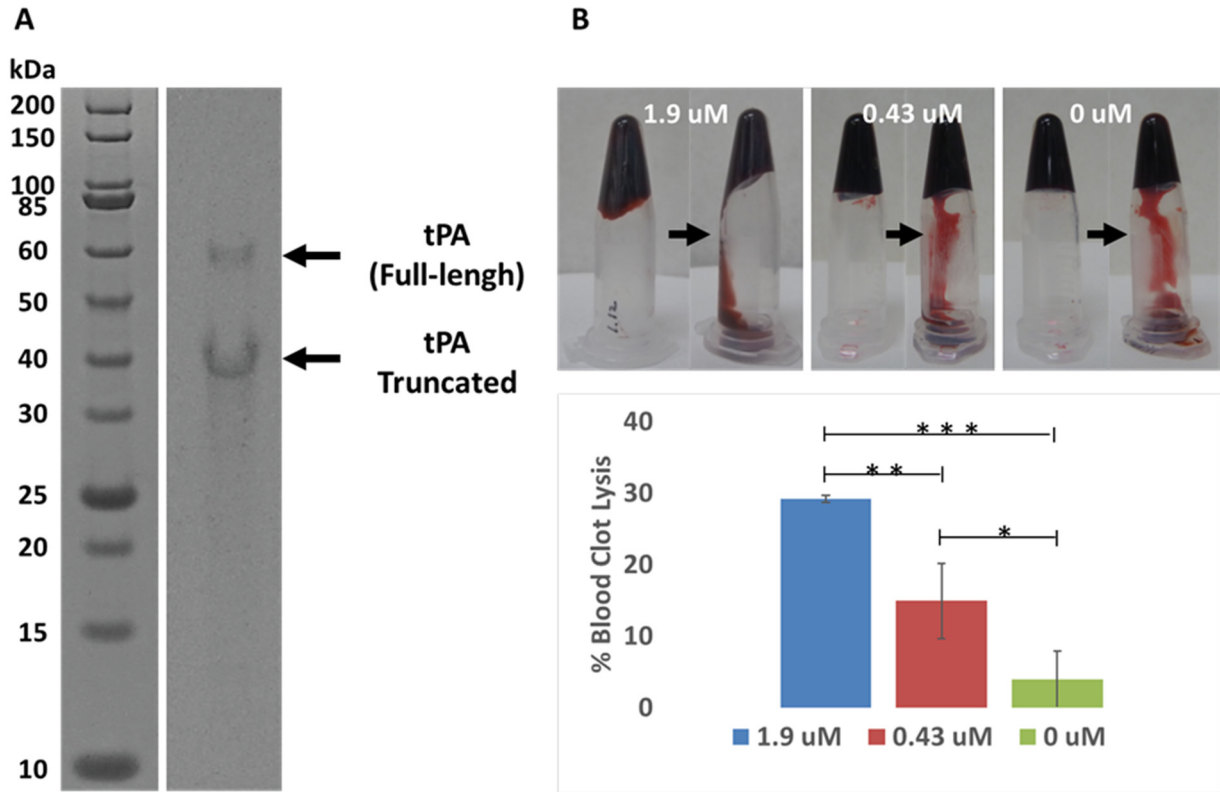 A
kDa
200
150
100
85
60
50
40
30
25
20
15
10
tPA
(Full-lengh)
tPA
Truncated
B
1.9 uM
0.43 uM
0 uM
% Blood Clot Lysis
40
30
20
10
0
* * *
* *
*
1.9 uM 0.43 uM 0 uM